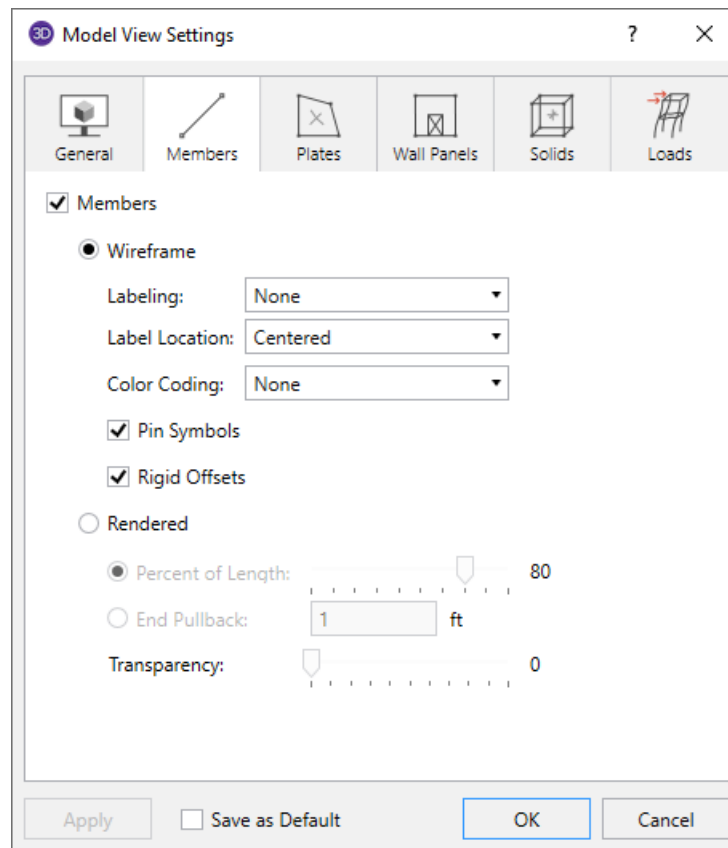 3D Model View Settings ?
General Members Plates Wall Panels Solids Loads
Members
Wireframe
Labeling: None
Label Location: Centered
Color Coding: None
Pin Symbols
Rigid Offsets
Rendered
Percent of Length: 80
End Pullback: 1 ft
Transparency: 0
Apply Save as Default OK Cancel